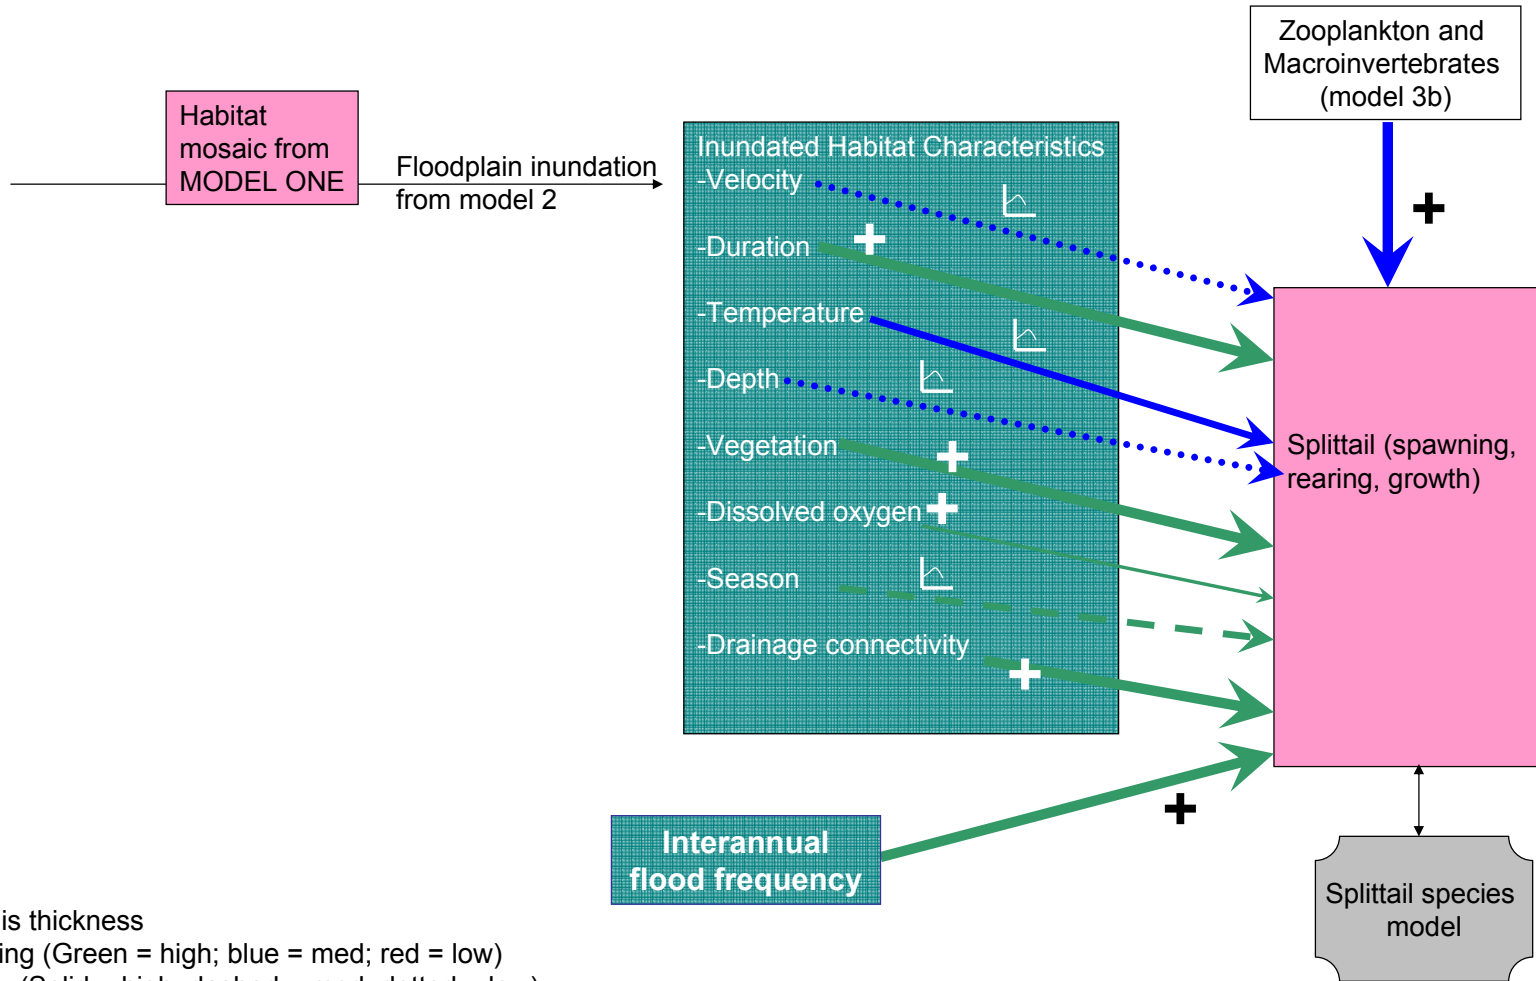 Zooplankton and
Macroinvertebrates
(model 3b)
Habitat
mosaic from
MODEL ONE
Floodplain inundation
from model 2
Inundated Habitat Characteristics
-Velocity
-Duration
-Temperature
-Depth
-Vegetation
-Dissolved oxygen
-Season
-Drainage connectivity
Splittail (spawning,
rearing, growth)
Interannual
flood frequency
Splittail species
model
is thickness
ing (Green = high; blue = med; red = low)